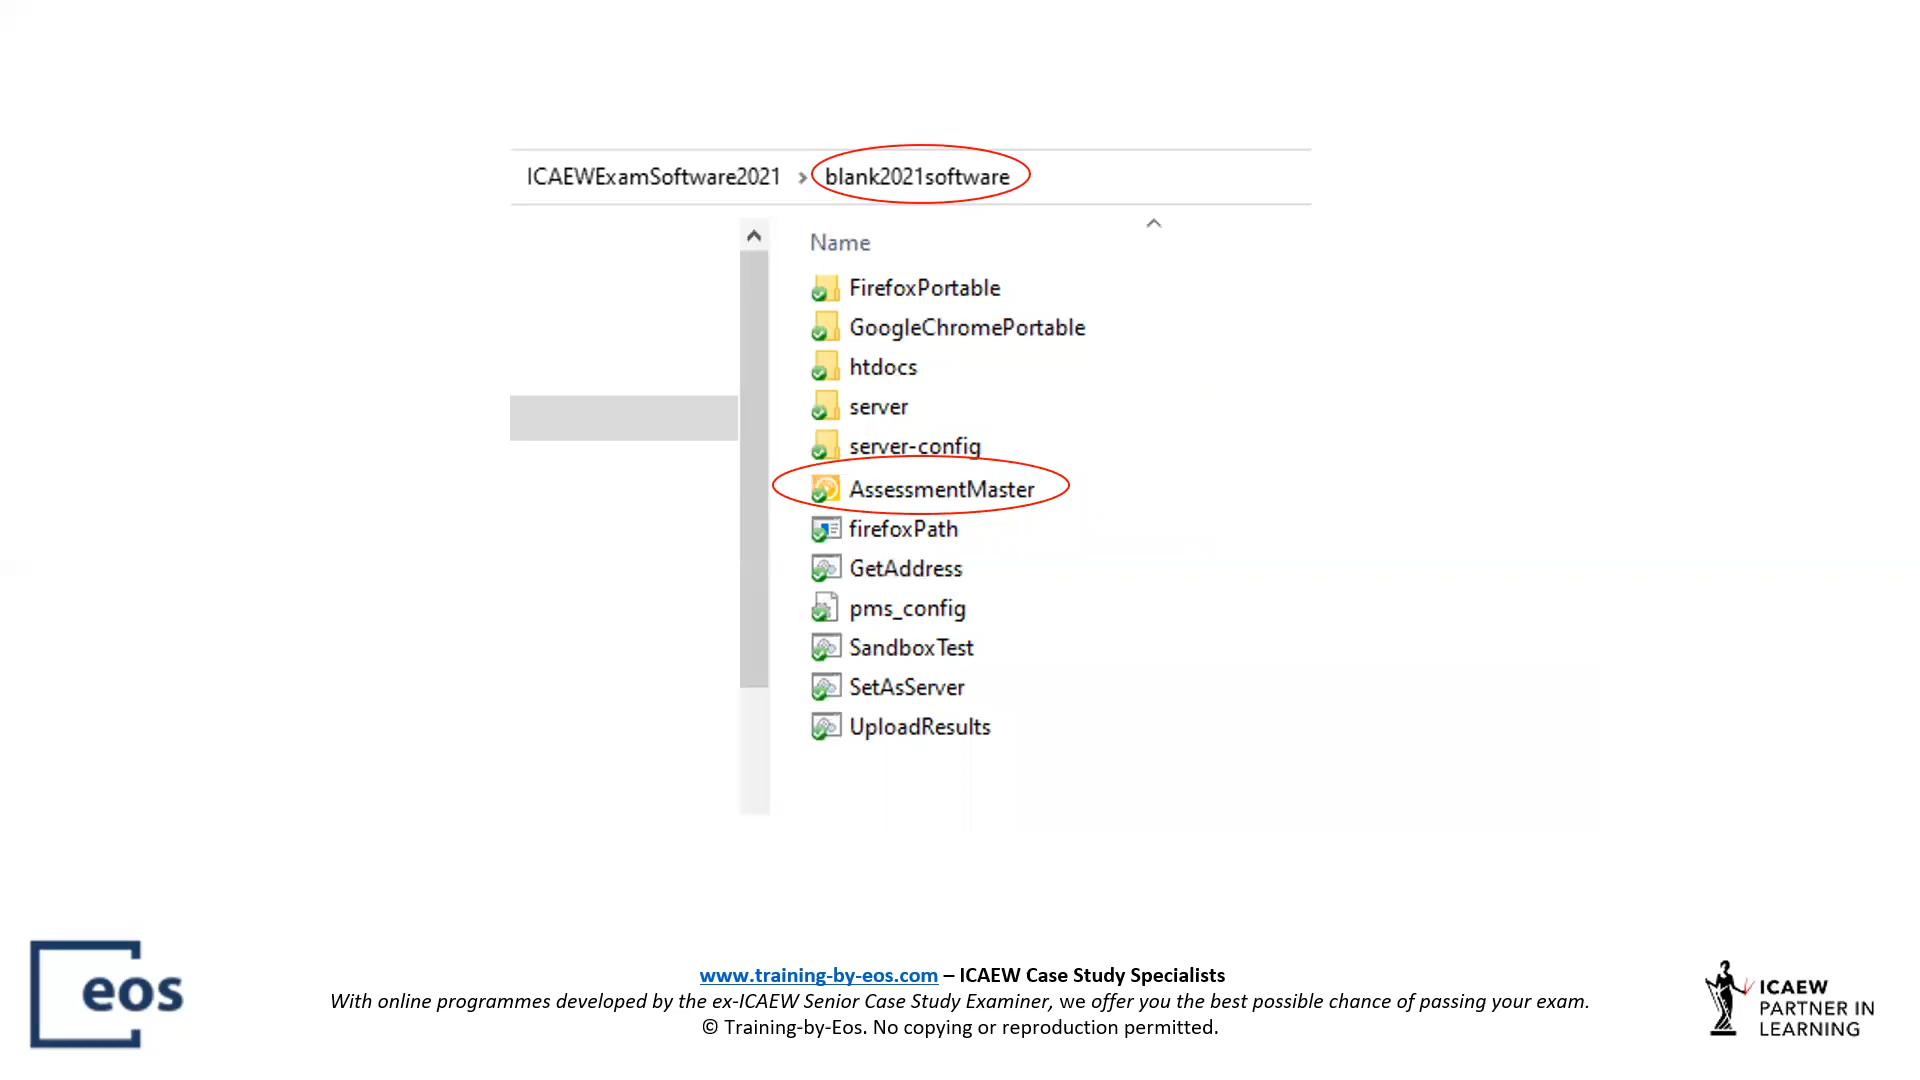 ICAEWExamSoftware2021 > blank2021software
Name
FirefoxPortable
GoogleChromePortable
htdocs
server
server-config
AssessmentMaster
firefoxPath
GetAddress
pms_config
SandboxTest
SetAsServer
UploadResults
eos
www.training-by-eos.com – ICAEW Case Study Specialists
With online programmes developed by the ex-ICAEW Senior Case Study Examiner, we offer you the best possible chance of passing your exam.
© Training-by-Eos. No copying or reproduction permitted.
ICAEW
PARTNER IN
LEARNING